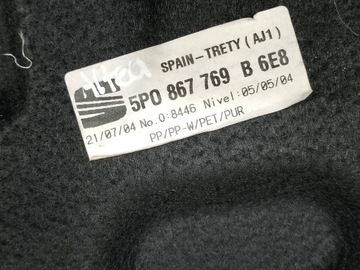 SPAIN-TRETY (AJ1)
Altea
5P0 867 769 B 6E8
21/07/04 No.O:8446 Nivel:05/05/04
PP/PP-W/PET/PUR